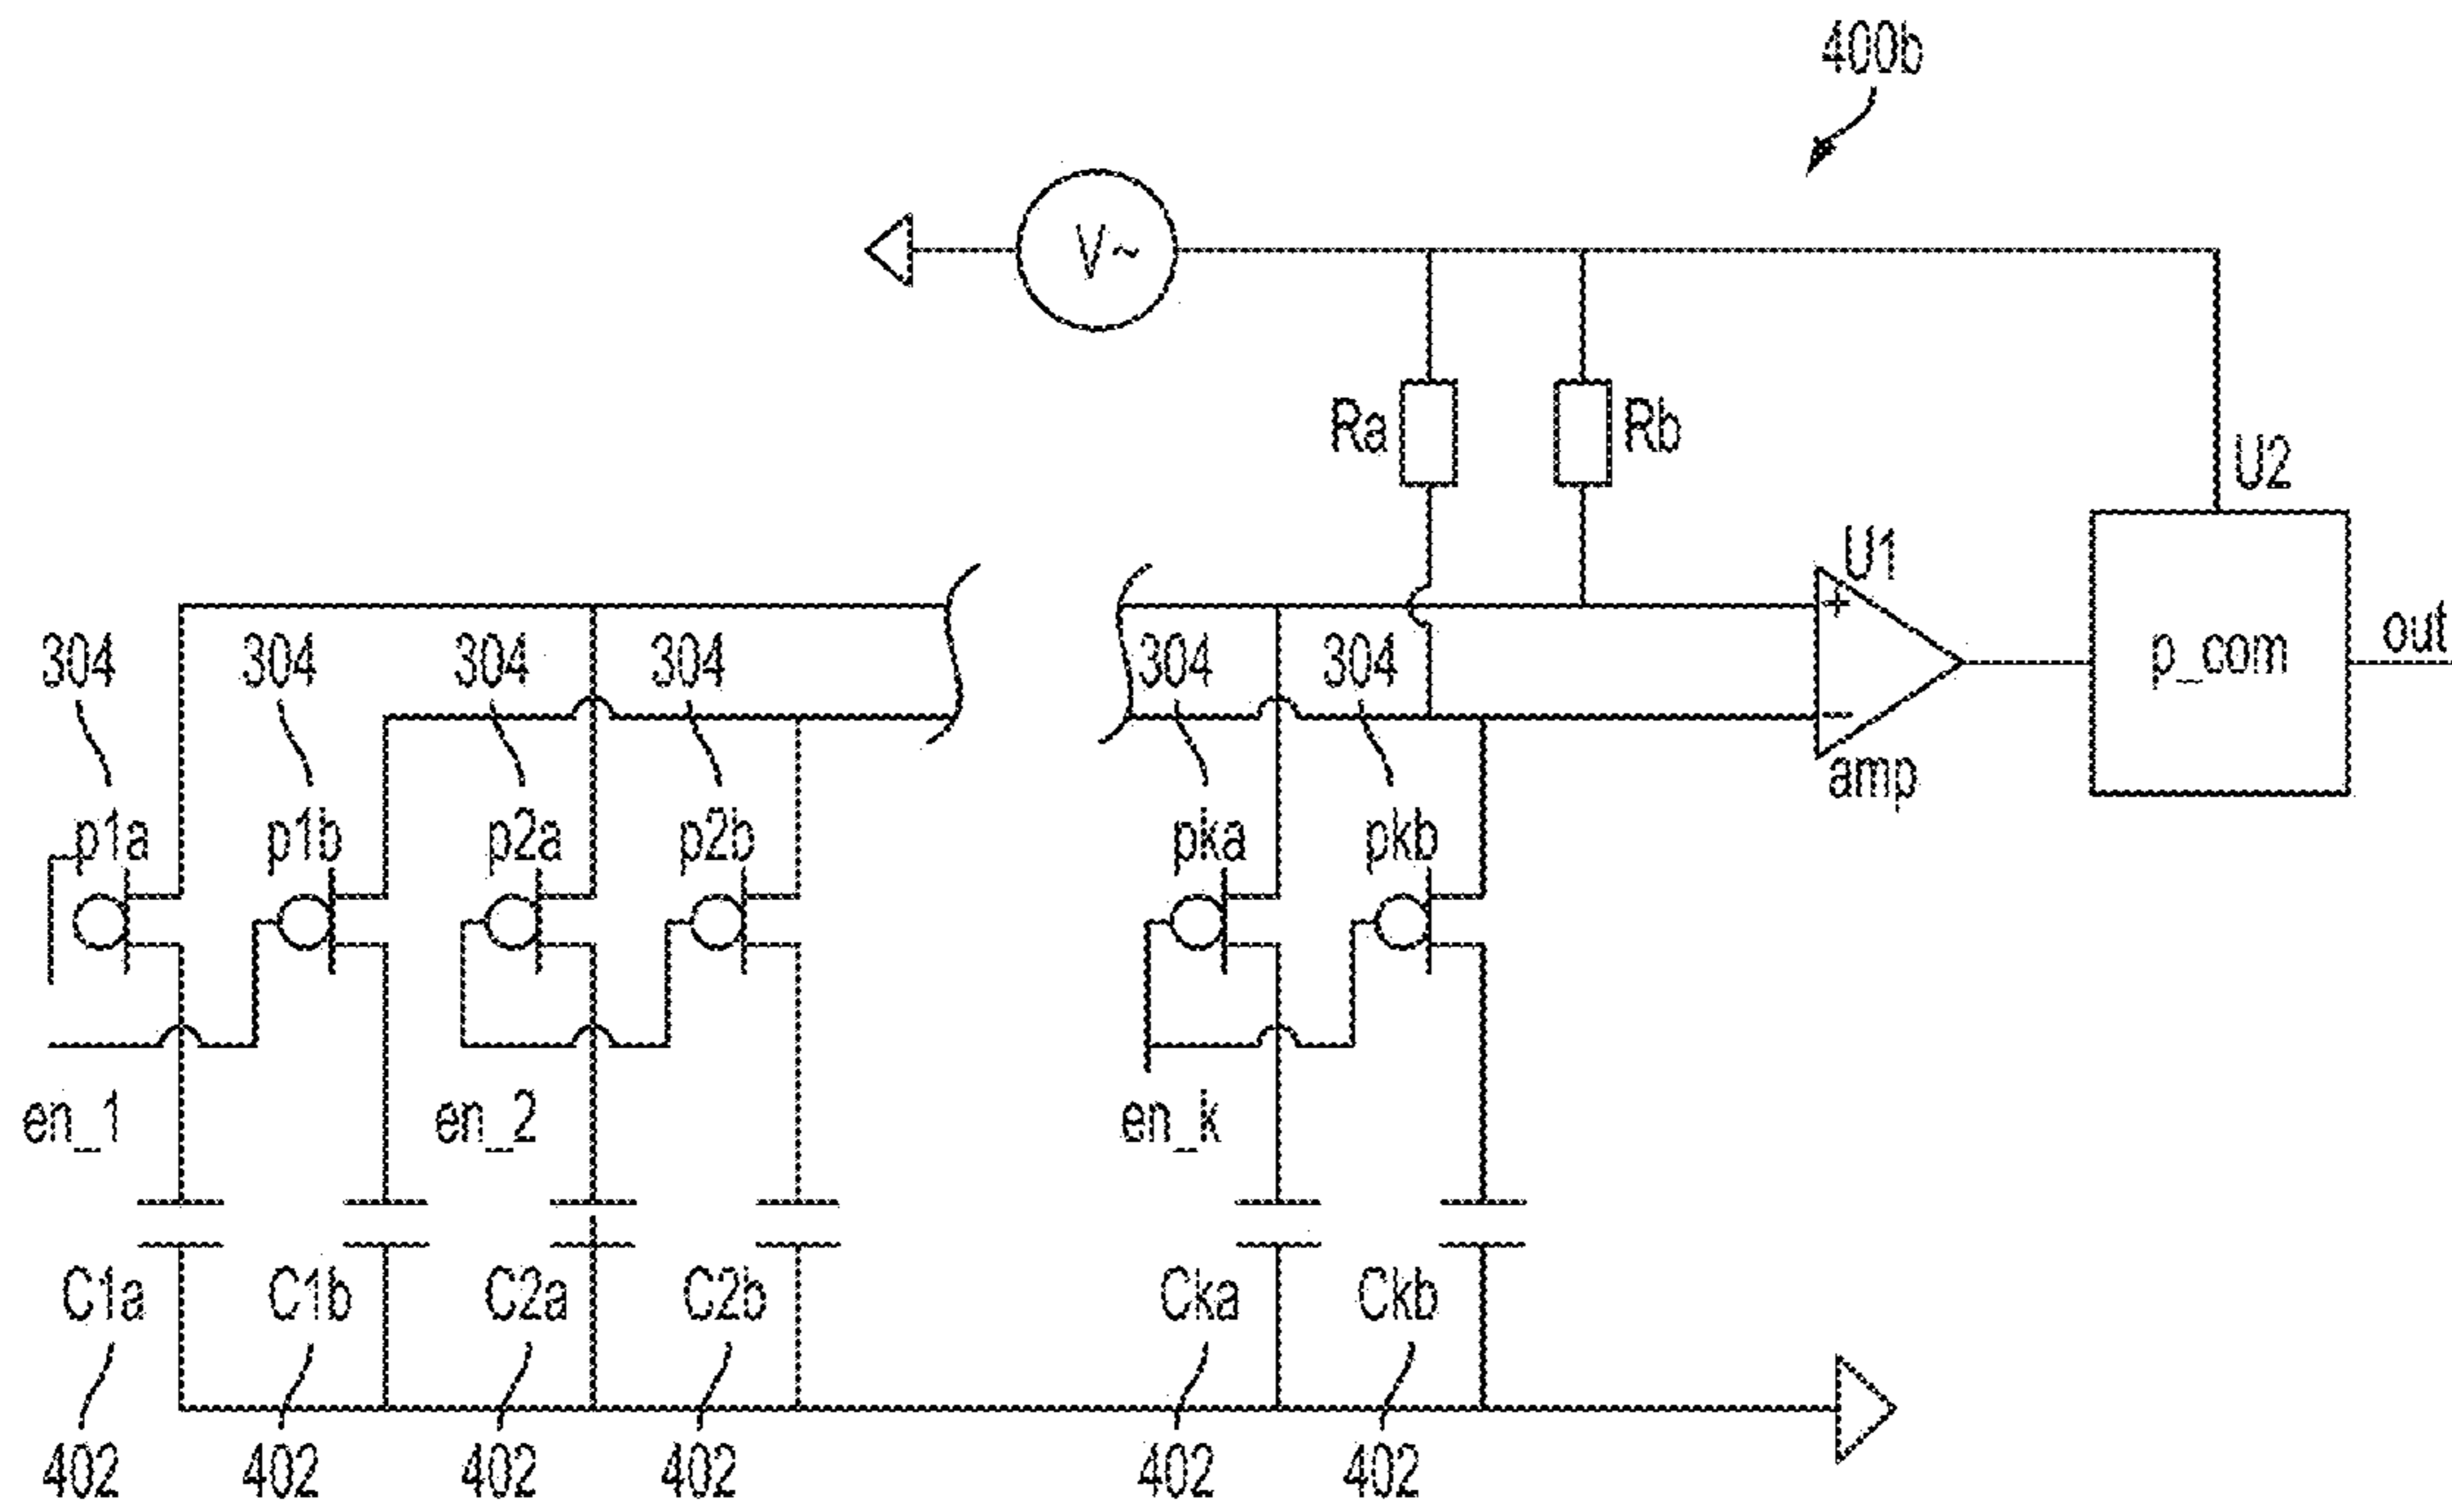 400b
V~
Ra
Rb
U2
U1
+
p_com
out
304
304
304
304
304
304
−
amp
p1a
p1b
p2a
p2b
pka
pkb
en_1
en_2
en_k
C1a
C1b
C2a
C2b
Cka
Ckb
402
402
402
402
402
402